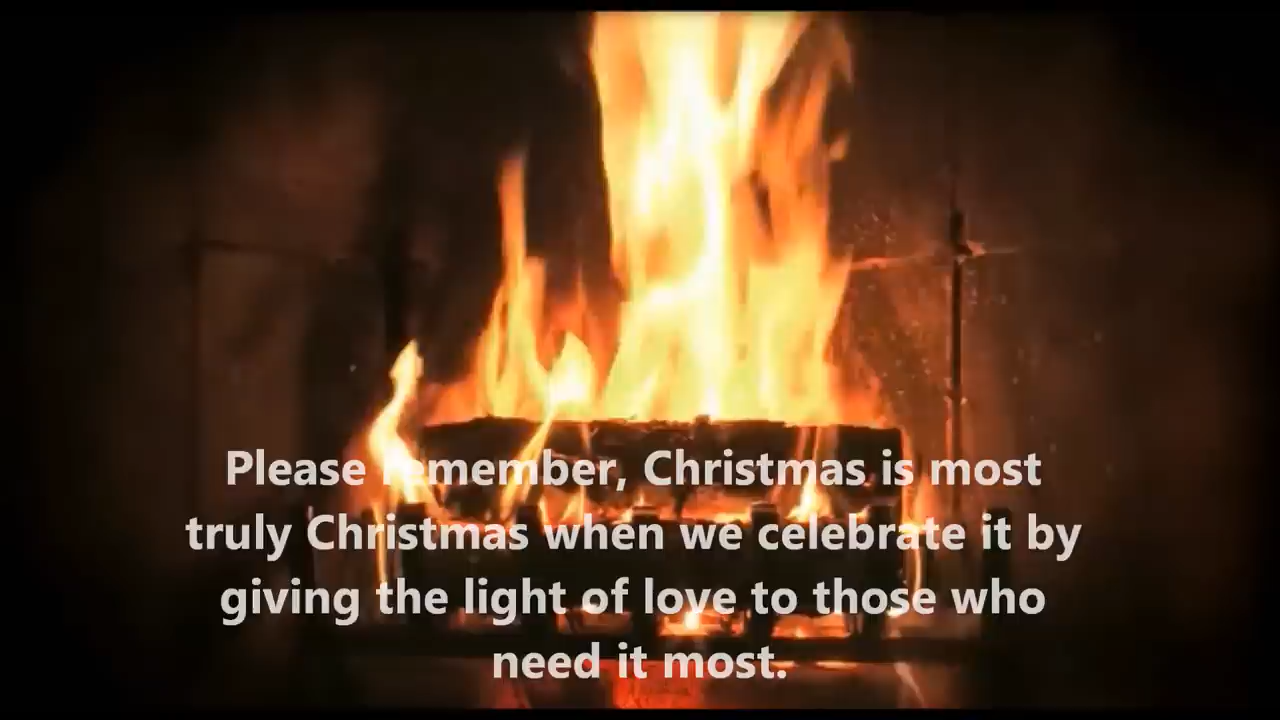 Please remember, Christmas is most
truly Christmas when we celebrate it by
giving the light of love to those who
need it most.